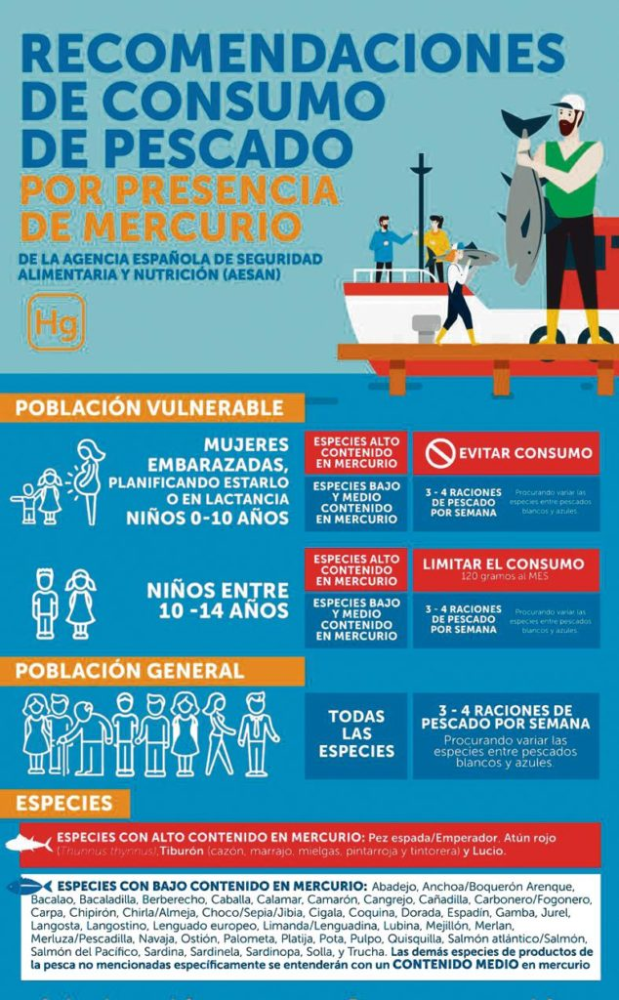 RECOMENDACIONES
DE CONSUMO
DE PESCADO
POR PRESENCIA
DE MERCURIO
DE LA AGENCIA ESPAÑOLA DE SEGURIDAD
ALIMENTARIA Y NUTRICIÓN (AESAN)
Hg
POBLACIÓN VULNERABLE
MUJERES
EMBARAZADAS,
PLANIFICANDO ESTARLO
O EN LACTANCIA
NIÑOS 0-10 AÑOS
ESPECIES ALTO
CONTENIDO
EN MERCURIO
EVITAR CONSUMO
ESPECIES BAJO
Y MEDIO
CONTENIDO
EN MERCURIO
3 - 4 RACIONES
DE PESCADO
POR SEMANA
Procurando variar las
especies entre pescados
blancos y azules.
NIÑOS ENTRE
10 -14 AÑOS
ESPECIES ALTO
CONTENIDO
EN MERCURIO
LIMITAR EL CONSUMO
120 gramos al MES
ESPECIES BAJO
Y MEDIO
CONTENIDO
EN MERCURIO
3 - 4 RACIONES
DE PESCADO
POR SEMANA
Procurando variar las
especies entre pescados
blancos y azules.
POBLACIÓN GENERAL
TODAS
LAS
ESPECIES
3 - 4 RACIONES DE
PESCADO POR SEMANA
Procurando variar las
especies entre pescados
blancos y azules.
ESPECIES
ESPECIES CON ALTO CONTENIDO EN MERCURIO: Pez espada/Emperador, Atún rojo
(Thunnus thynnus), Tiburón (cazón, marrajo, mielgas, pintarroja y tintorera) y Lucio.
ESPECIES CON BAJO CONTENIDO EN MERCURIO: Abadejo, Anchoa/Boquerón Arenque,
Bacalao, Bacaladilla, Berberecho, Caballa, Calamar, Camarón, Cangrejo, Cañadilla, Carbonero/Fogonero,
Carpa, Chipirón, Chirla/Almeja, Choco/Sepia/Jibia, Cigala, Coquina, Dorada, Espadín, Gamba, Jurel,
Langosta, Langostino, Lenguado europeo, Limanda/Lenguadina, Lubina, Mejillón, Merlan,
Merluza/Pescadilla, Navaja, Ostión, Palometa, Platija, Pota, Pulpo, Quisquilla, Salmón atlántico/Salmón,
Salmón del Pacífico, Sardina, Sardinela, Sardinopa, Solla, y Trucha. Las demás especies de productos de
la pesca no mencionadas específicamente se entenderán con un CONTENIDO MEDIO en mercurio